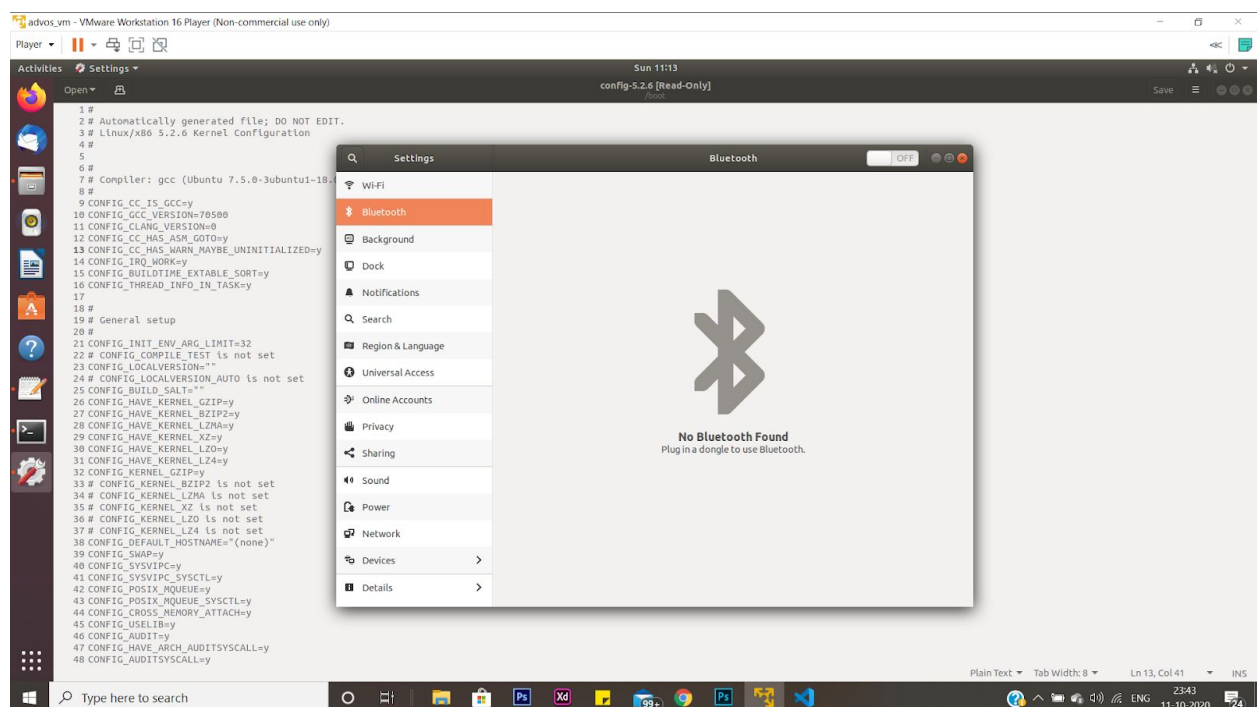 advos_vm - VMware Workstation 16 Player (Non-commercial use only)
Player
Activities Settings Sun 11:13
Open config-5.2.6 [Read-Only] Save
/boot
1 #
2 # Automatically generated file; DO NOT EDIT.
3 # Linux/x86 5.2.6 Kernel Configuration
4 #
5
6 #
7 # Compiler: gcc (Ubuntu 7.5.0-3ubuntu1~18.
8 #
9 CONFIG_CC_IS_GCC=y
10 CONFIG_GCC_VERSION=70500
11 CONFIG_CLANG_VERSION=0
12 CONFIG_CC_HAS_ASM_GOTO=y
13 CONFIG_CC_HAS_WARN_MAYBE_UNINITIALIZED=y
14 CONFIG_IRQ_WORK=y
15 CONFIG_BUILDTIME_EXTABLE_SORT=y
16 CONFIG_THREAD_INFO_IN_TASK=y
17
18 #
19 # General setup
20 #
21 CONFIG_INIT_ENV_ARG_LIMIT=32
22 # CONFIG_COMPILE_TEST is not set
23 CONFIG_LOCALVERSION=""
24 # CONFIG_LOCALVERSION_AUTO is not set
25 CONFIG_BUILD_SALT=""
26 CONFIG_HAVE_KERNEL_GZIP=y
27 CONFIG_HAVE_KERNEL_BZIP2=y
28 CONFIG_HAVE_KERNEL_LZMA=y
29 CONFIG_HAVE_KERNEL_XZ=y
30 CONFIG_HAVE_KERNEL_LZO=y
31 CONFIG_HAVE_KERNEL_LZ4=y
32 CONFIG_KERNEL_GZIP=y
33 # CONFIG_KERNEL_BZIP2 is not set
34 # CONFIG_KERNEL_LZMA is not set
35 # CONFIG_KERNEL_XZ is not set
36 # CONFIG_KERNEL_LZO is not set
37 # CONFIG_KERNEL_LZ4 is not set
38 CONFIG_DEFAULT_HOSTNAME="(none)"
39 CONFIG_SWAP=y
40 CONFIG_SYSVIPC=y
41 CONFIG_SYSVIPC_SYSCTL=y
42 CONFIG_POSIX_MQUEUE=y
43 CONFIG_POSIX_MQUEUE_SYSCTL=y
44 CONFIG_CROSS_MEMORY_ATTACH=y
45 CONFIG_USELIB=y
46 CONFIG_AUDIT=y
47 CONFIG_HAVE_ARCH_AUDITSYSCALL=y
48 CONFIG_AUDITSYSCALL=y
Settings Bluetooth OFF
Wi-Fi
Bluetooth
Background
Dock
Notifications
Search
Region & Language
Universal Access
Online Accounts
Privacy
Sharing
Sound
Power
Network
Devices
Details
No Bluetooth Found
Plug in a dongle to use Bluetooth.
Plain Text Tab Width: 8 Ln 13, Col 41 INS
Type here to search Ps Xd 99+ Ps ENG 23:43
11-10-2020 24